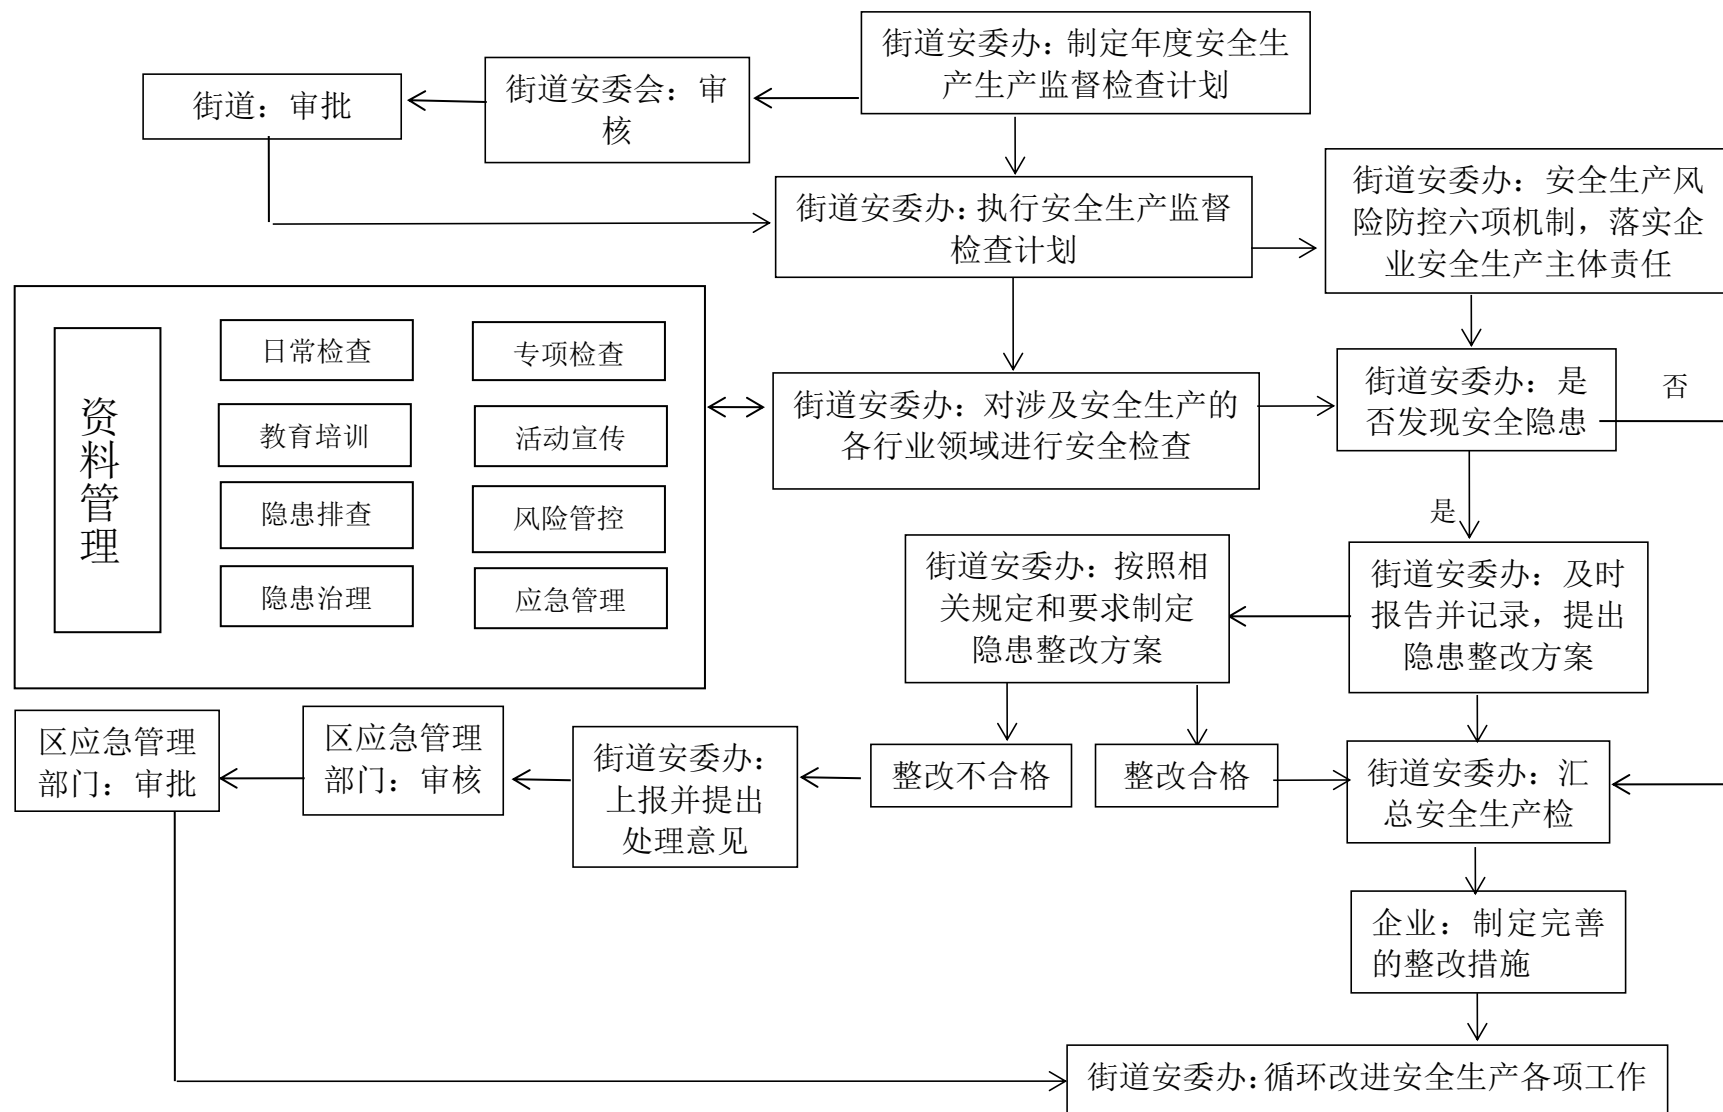 街道安委办：制定年度安全生
产生产监督检查计划
街道安委会：审
核
街道：审批
街道安委办：执行安全生产监督
检查计划
街道安委办：安全生产风
险防控六项机制，落实企
业安全生产主体责任
资料管理
日常检查
专项检查
教育培训
活动宣传
隐患排查
风险管控
隐患治理
应急管理
街道安委办：对涉及安全生产的
各行业领域进行安全检查
街道安委办：是
否发现安全隐患
否
是
街道安委办：及时
报告并记录，提出
隐患整改方案
街道安委办：按照相
关规定和要求制定
隐患整改方案
整改不合格
整改合格
街道安委办：
上报并提出
处理意见
区应急管理
部门：审核
区应急管理
部门：审批
街道安委办：汇
总安全生产检
企业：制定完善
的整改措施
街道安委办：循环改进安全生产各项工作